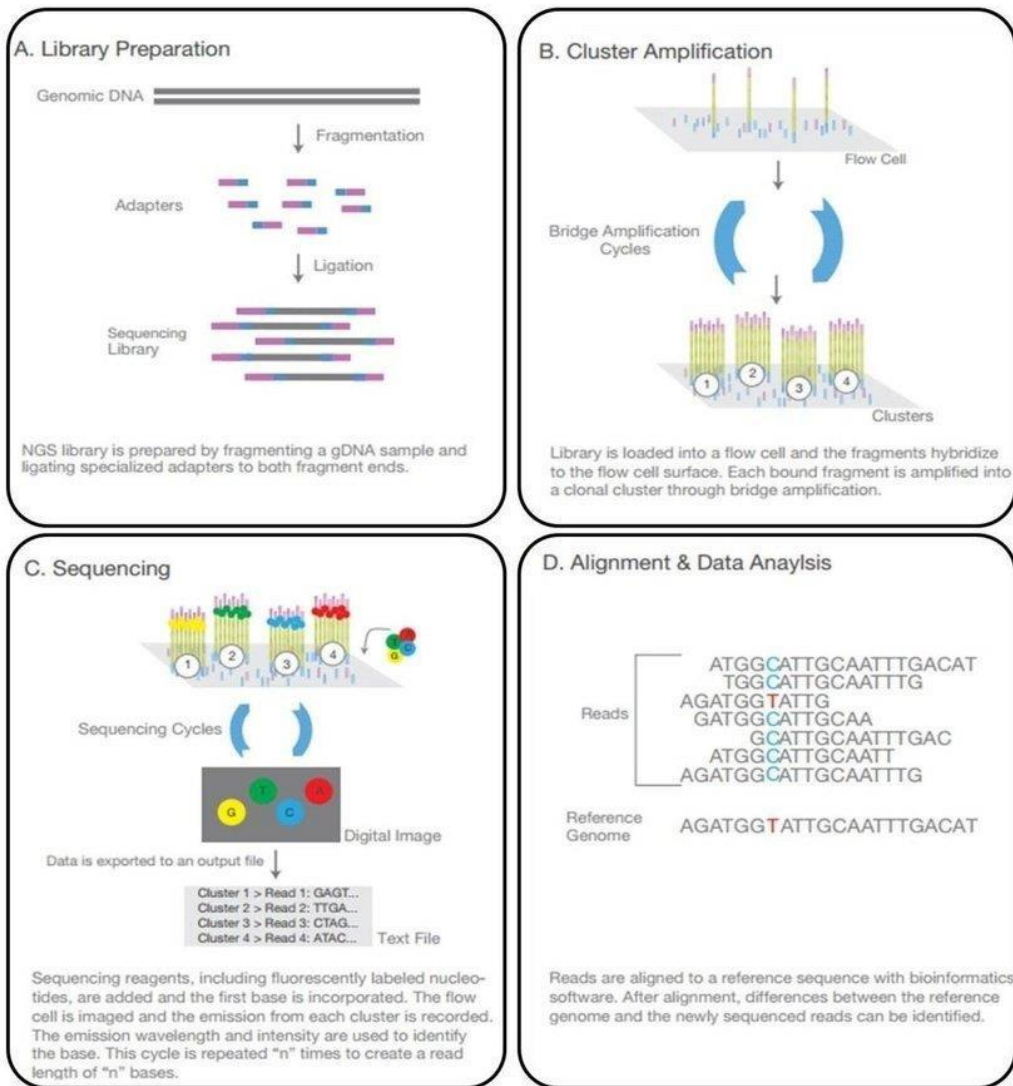 A. Library Preparation
Genomic DNA
Fragmentation
Adapters
Ligation
Sequencing
Library
NGS library is prepared by fragmenting a gDNA sample and
ligating specialized adapters to both fragment ends.
B. Cluster Amplification
Flow Cell
Bridge Amplification
Cycles
1
2
3
4
Clusters
Library is loaded into a flow cell and the fragments hybridize
to the flow cell surface. Each bound fragment is amplified into
a clonal cluster through bridge amplification.
C. Sequencing
1
2
3
4
A
T
C
G
Sequencing Cycles
T
A
G
C
Digital Image
Data is exported to an output file
Cluster 1 > Read 1: GAGT...
Cluster 2 > Read 2: TTGA...
Cluster 3 > Read 3: CTAG...
Cluster 4 > Read 4: ATAC...
Text File
Sequencing reagents, including fluorescently labeled nucleo-
tides, are added and the first base is incorporated. The flow
cell is imaged and the emission from each cluster is recorded.
The emission wavelength and intensity are used to identify
the base. This cycle is repeated “n” times to create a read
length of “n” bases.
D. Alignment & Data Anaylsis
Reads
ATGGCATTGCAATTTGACAT
TGGCATTGCAATTTG
AGATGGTATTG
GATGGCATTGCAA
GCATTGCAATTTGAC
ATGGCATTGCAATT
AGATGGCATTGCAATTTG
Reference
Genome
AGATGGTATTGCAATTTGACAT
Reads are aligned to a reference sequence with bioinformatics
software. After alignment, differences between the reference
genome and the newly sequenced reads can be identified.